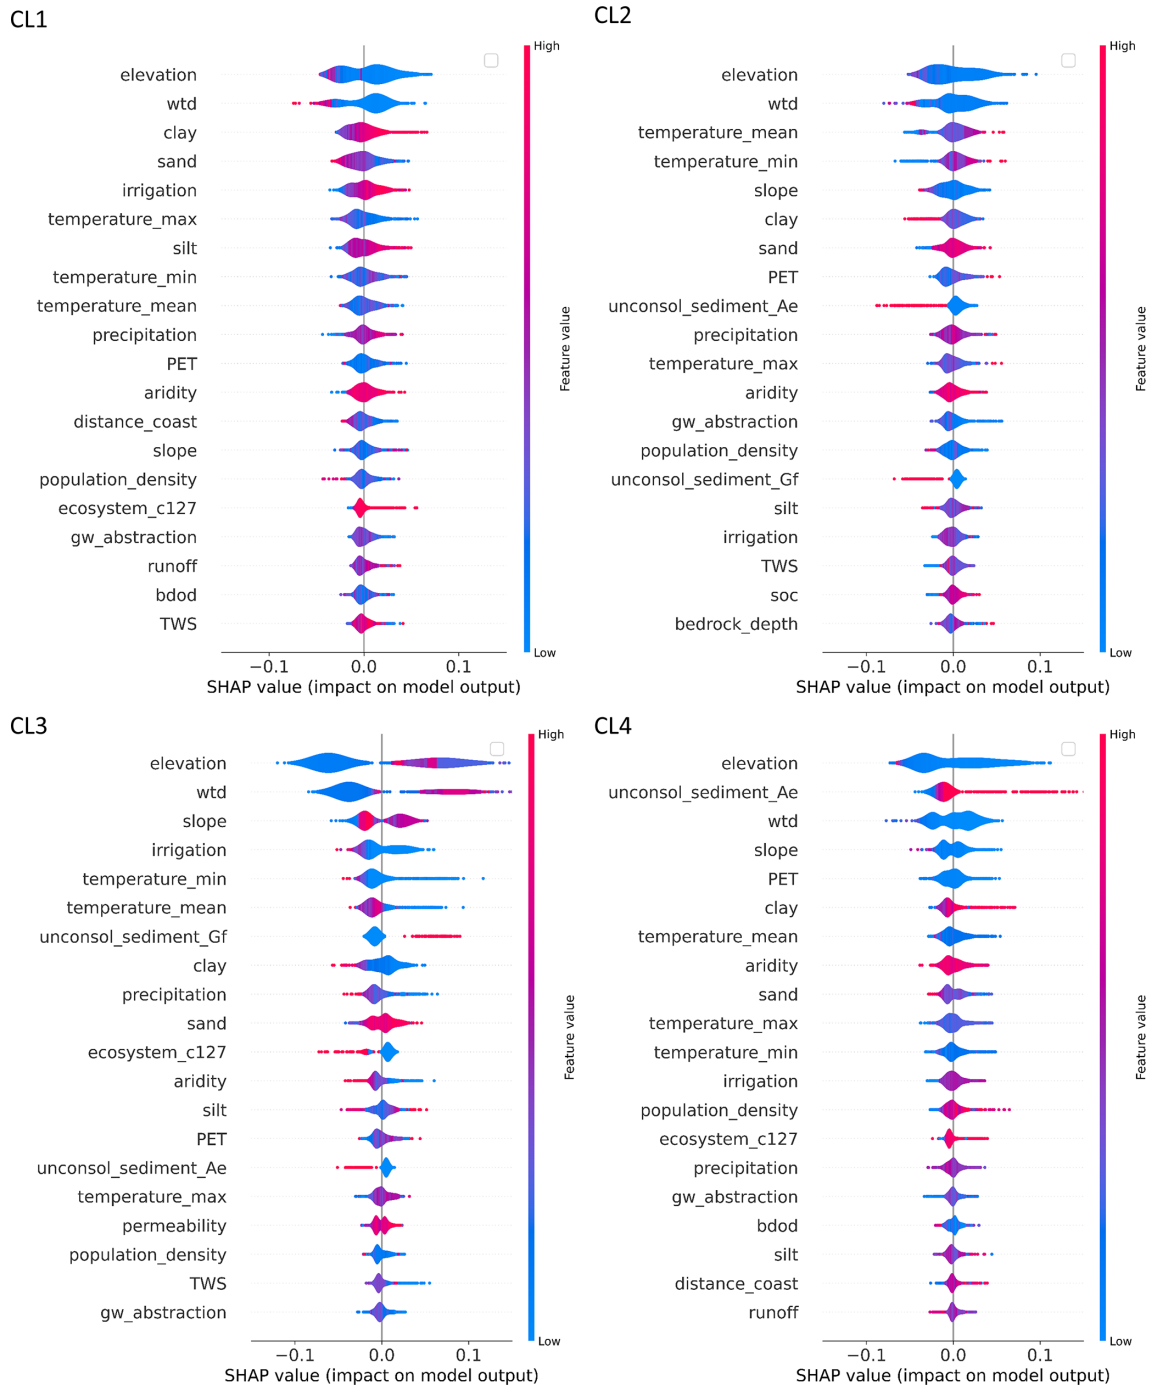 CL1
High
elevation
wtd
clay
sand
irrigation
temperature_max
silt
temperature_min
temperature_mean
precipitation
PET
aridity
distance_coast
slope
population_density
ecosystem_c127
gw_abstraction
runoff
bdod
TWS
Low
Feature value
−0.1 0.0 0.1
SHAP value (impact on model output)
CL2
High
elevation
wtd
temperature_mean
temperature_min
slope
clay
sand
PET
unconsol_sediment_Ae
precipitation
temperature_max
aridity
gw_abstraction
population_density
unconsol_sediment_Gf
silt
irrigation
TWS
soc
bedrock_depth
Low
Feature value
−0.1 0.0 0.1
SHAP value (impact on model output)
CL3
High
elevation
wtd
slope
irrigation
temperature_min
temperature_mean
unconsol_sediment_Gf
clay
precipitation
sand
ecosystem_c127
aridity
silt
PET
unconsol_sediment_Ae
temperature_max
permeability
population_density
TWS
gw_abstraction
Low
Feature value
−0.1 0.0 0.1
SHAP value (impact on model output)
CL4
High
elevation
unconsol_sediment_Ae
wtd
slope
PET
clay
temperature_mean
aridity
sand
temperature_max
temperature_min
irrigation
population_density
ecosystem_c127
precipitation
gw_abstraction
bdod
silt
distance_coast
runoff
Low
Feature value
−0.1 0.0 0.1
SHAP value (impact on model output)